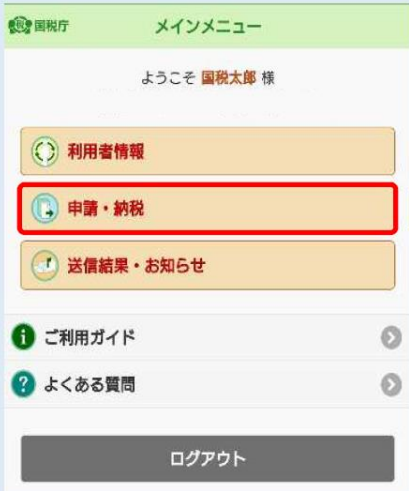 国税庁 メインメニュー
ようこそ 国税太郎 様
利用者情報
申請・納税
送信結果・お知らせ
ご利用ガイド
よくある質問
ログアウト